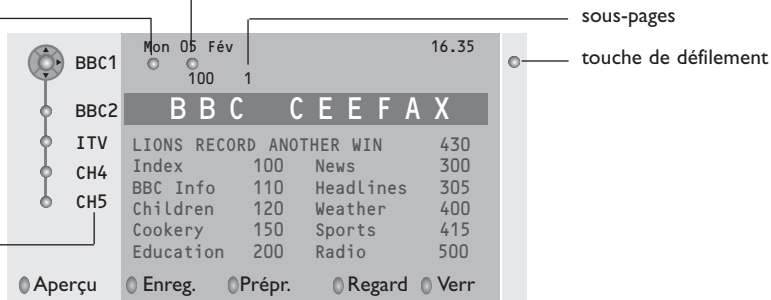 sous-pages
Mon 05 Fév 16.35
touche de défilement
BBC1
100 1
BBC2
BBC CEEFAX
ITV
LIONS RECORD ANOTHER WIN 430
CH4
Index 100 News 300
BBC Info 110 Headlines 305
CH5
Children 120 Weather 400
Cookery 150 Sports 415
Education 200 Radio 500
Aperçu Enreg. Prépr. Regard Verr